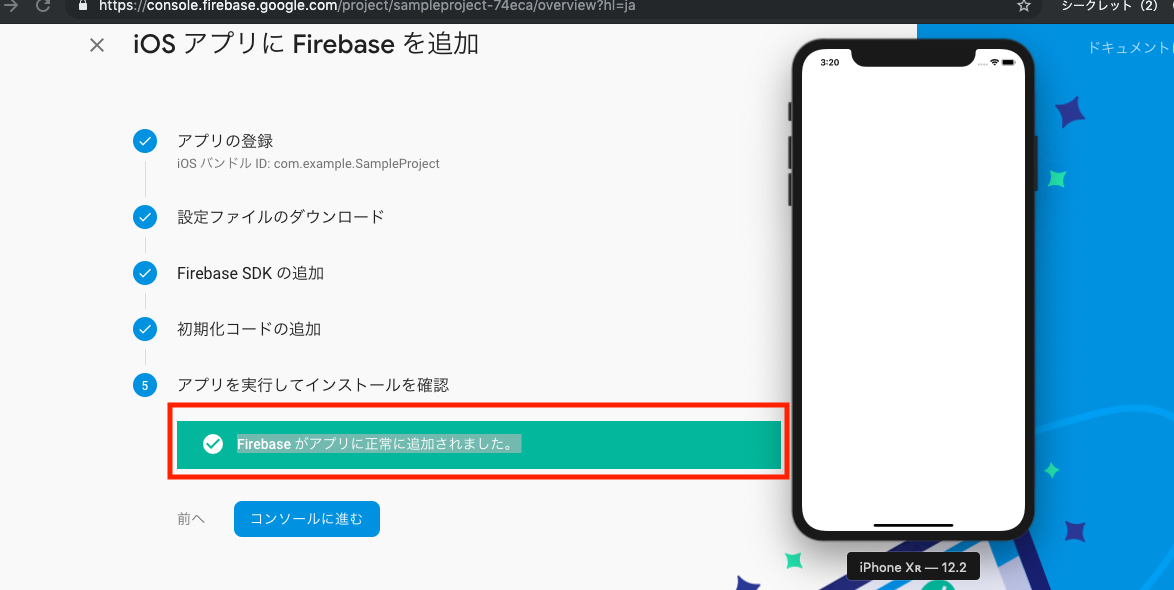 https://console.firebase.google.com/project/sampleproject-74eca/overview?hl=ja
シークレット（2）
iOS アプリに Firebase を追加
ドキュメント
3:20
アプリの登録
iOS バンドル ID: com.example.SampleProject
設定ファイルのダウンロード
Firebase SDK の追加
初期化コードの追加
5
アプリを実行してインストールを確認
Firebase がアプリに正常に追加されました。
前へ
コンソールに進む
iPhone Xʀ — 12.2